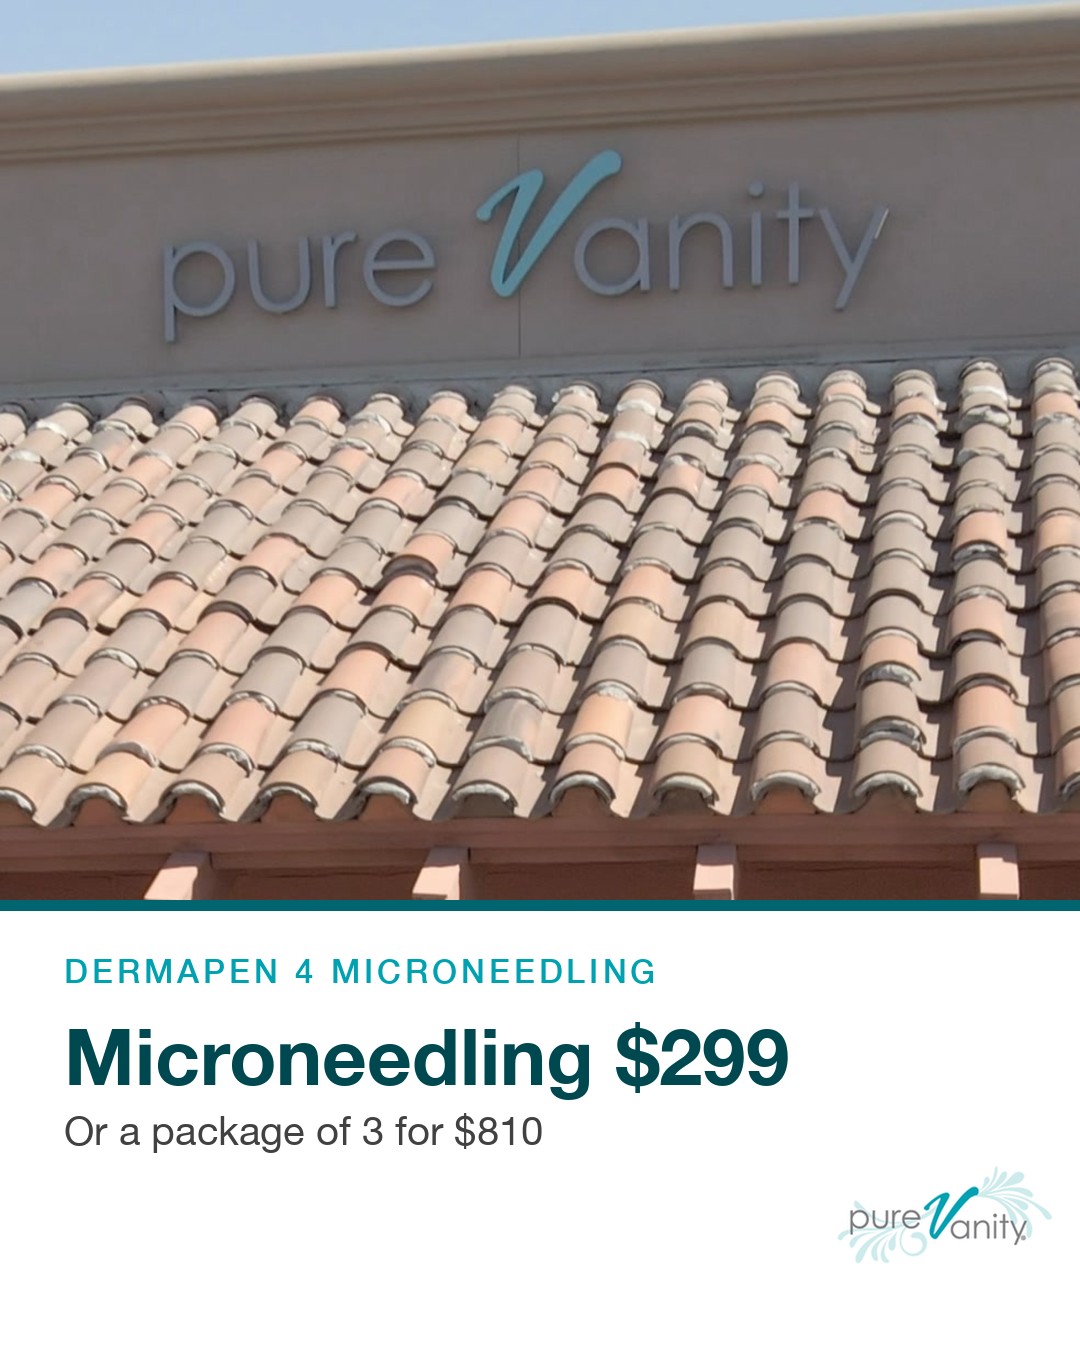 pure Vanity
DERMAPEN 4 MICRONEEDLING
Microneedling $299
Or a package of 3 for $810
pure Vanity